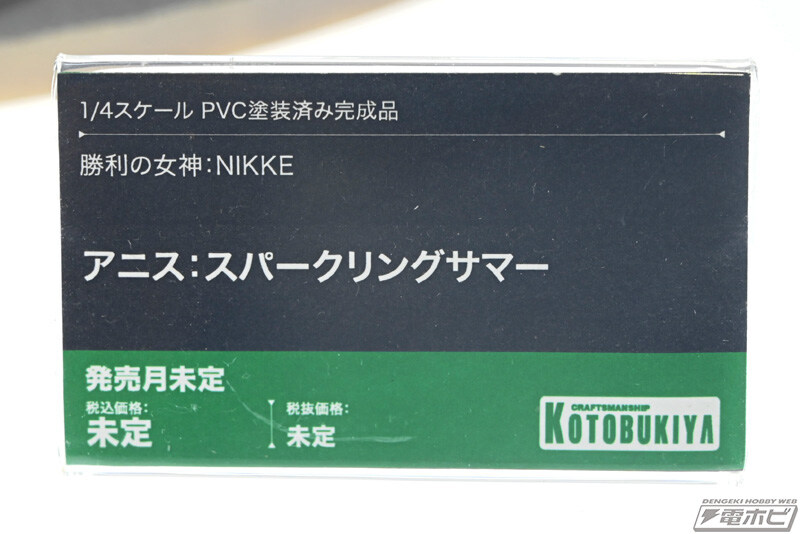 1/4スケール PVC塗装済み完成品
勝利の女神：NIKKE
アニス：スパークリングサマー
発売月未定
税込価格：
未定
税抜価格：
未定
CRAFTSMANSHIP
KOTOBUKIYA
DENGEKI HOBBY WEB
電ホビ